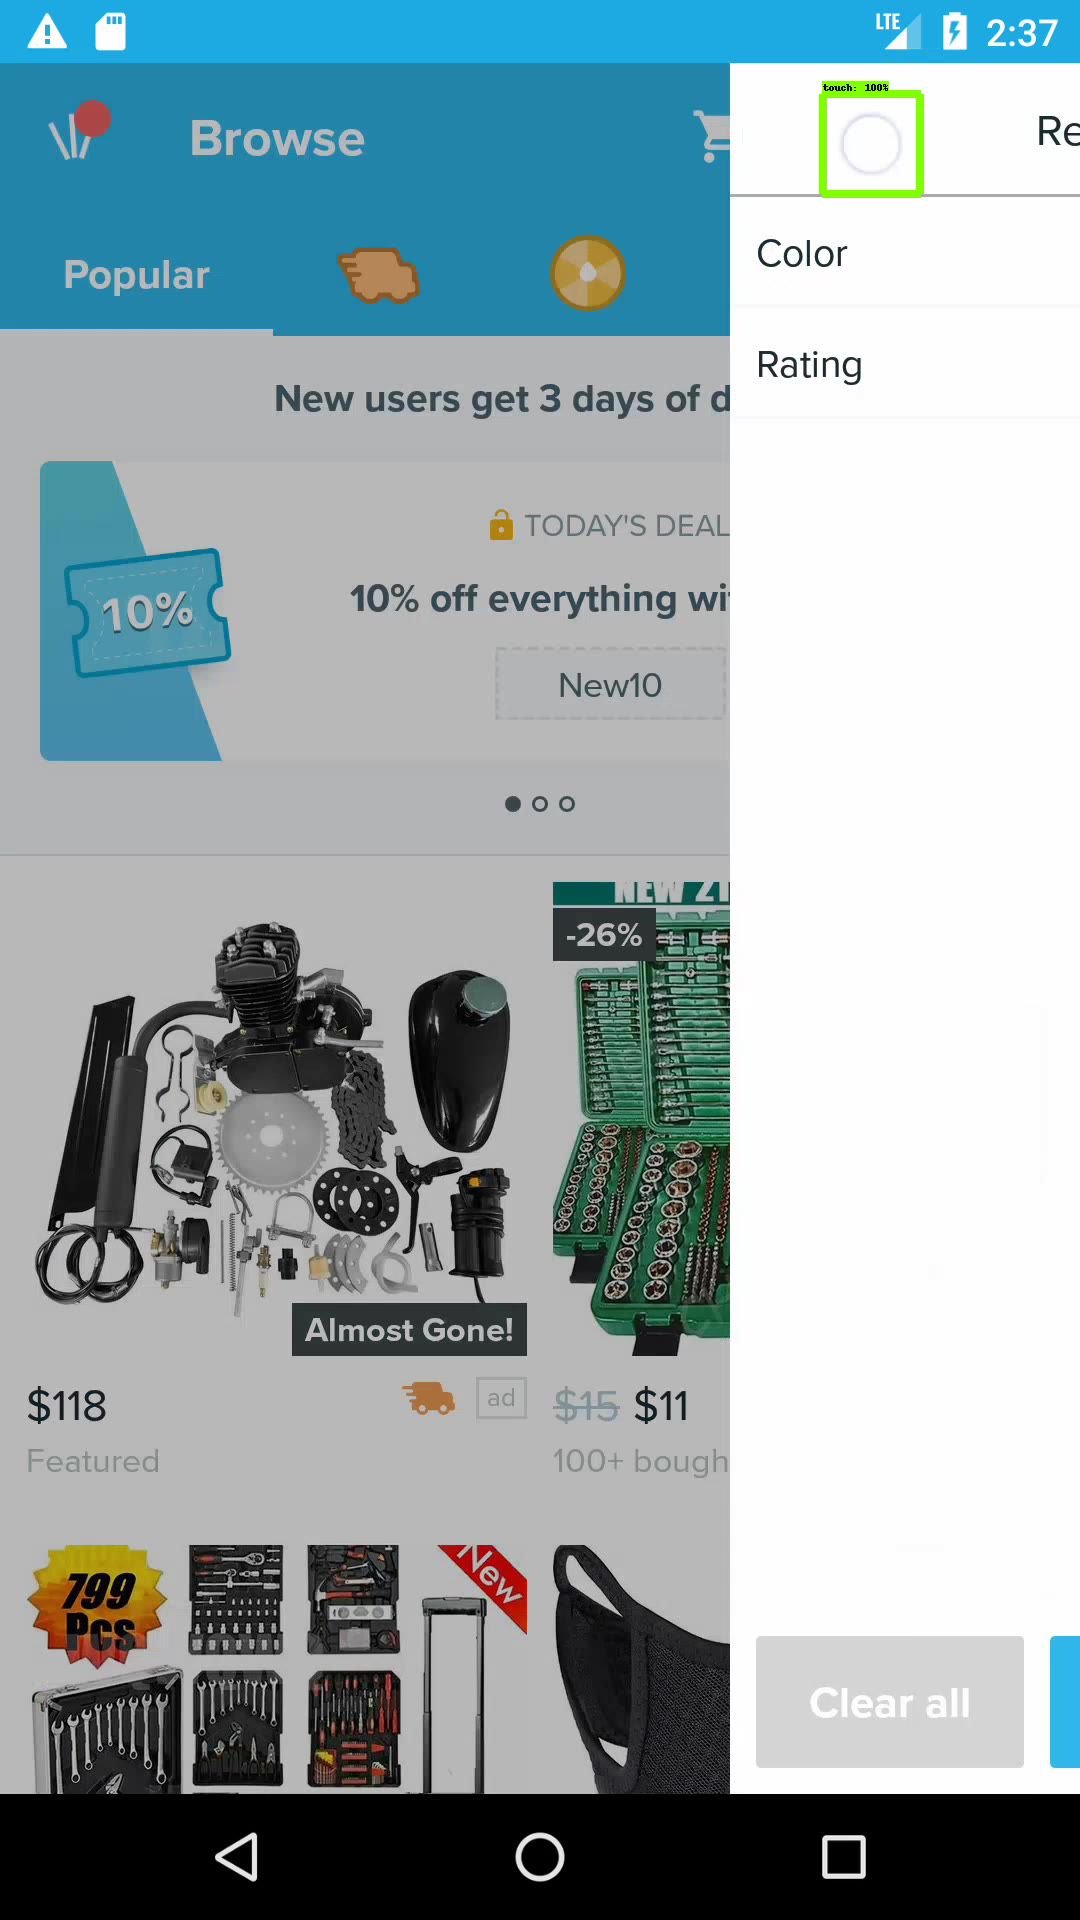 LTE 2:37
touch: 100%
Browse
Re
Popular
Color
Rating
New users get 3 days of d
TODAY'S DEAL
10% off everything wi
10%
New10
NEW 21
-26%
Almost Gone!
$118
ad
$15 $11
Featured
100+ bough
799
Pcs
New
Clear all